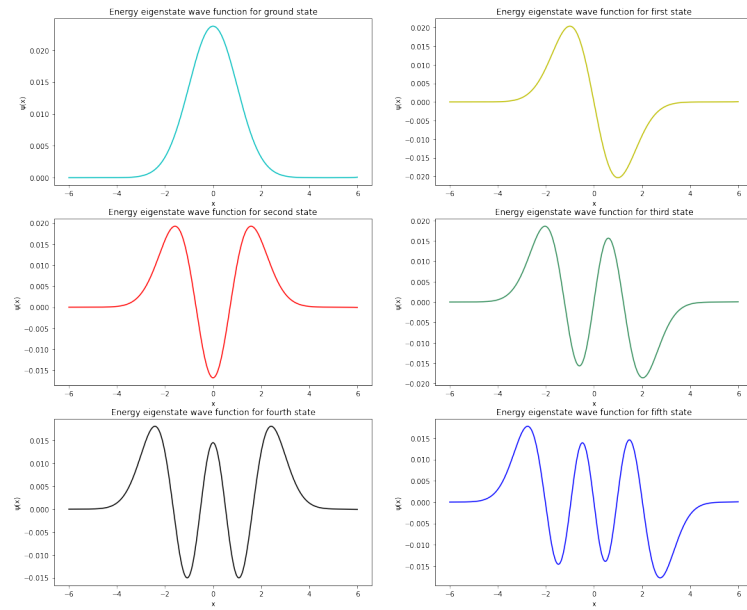 Energy eigenstate wave function for ground state
0.020
0.015
0.010
0.005
0.000
ψ(x)
−6 −4 −2 0 2 4 6
x
Energy eigenstate wave function for first state
0.020
0.015
0.010
0.005
0.000
−0.005
−0.010
−0.015
−0.020
ψ(x)
−6 −4 −2 0 2 4 6
x
Energy eigenstate wave function for second state
0.020
0.015
0.010
0.005
0.000
−0.005
−0.010
−0.015
ψ(x)
−6 −4 −2 0 2 4 6
x
Energy eigenstate wave function for third state
0.020
0.015
0.010
0.005
0.000
−0.005
−0.010
−0.015
−0.020
ψ(x)
−6 −4 −2 0 2 4 6
x
Energy eigenstate wave function for fourth state
0.015
0.010
0.005
0.000
−0.005
−0.010
−0.015
ψ(x)
−6 −4 −2 0 2 4 6
x
Energy eigenstate wave function for fifth state
0.015
0.010
0.005
0.000
−0.005
−0.010
−0.015
ψ(x)
−6 −4 −2 0 2 4 6
x